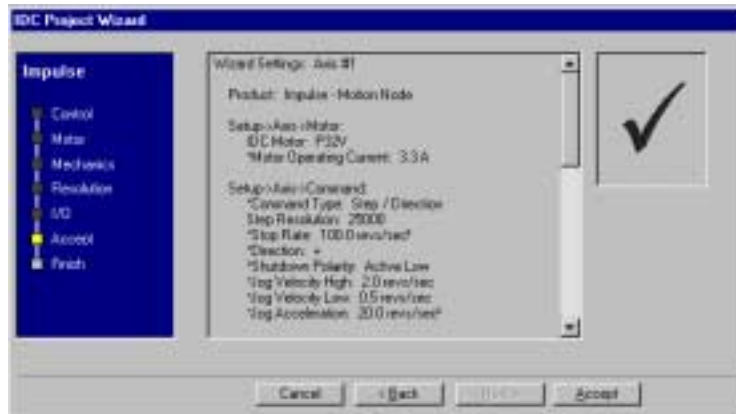 IDC Project Wizard
Impulse
Control
Motor
Mechanics
Resolution
I/O
Accept
Finish
Wizard Settings: Axis #1
Product: Impulse - Motion Node
Setup->Axis->Motor:
IDC Motor: P32V
*Motor Operating Current: 3.3 A
Setup->Axis->Command:
*Command Type: Step / Direction
Step Resolution: 25000
*Stop Rate: 100.0 revs/sec²
*Direction: +
*Shutdown Polarity: Active Low
*Jog Velocity High: 2.0 revs/sec
*Jog Velocity Low: 0.5 revs/sec
*Jog Acceleration: 20.0 revs/sec²
Cancel
< Back
Accept